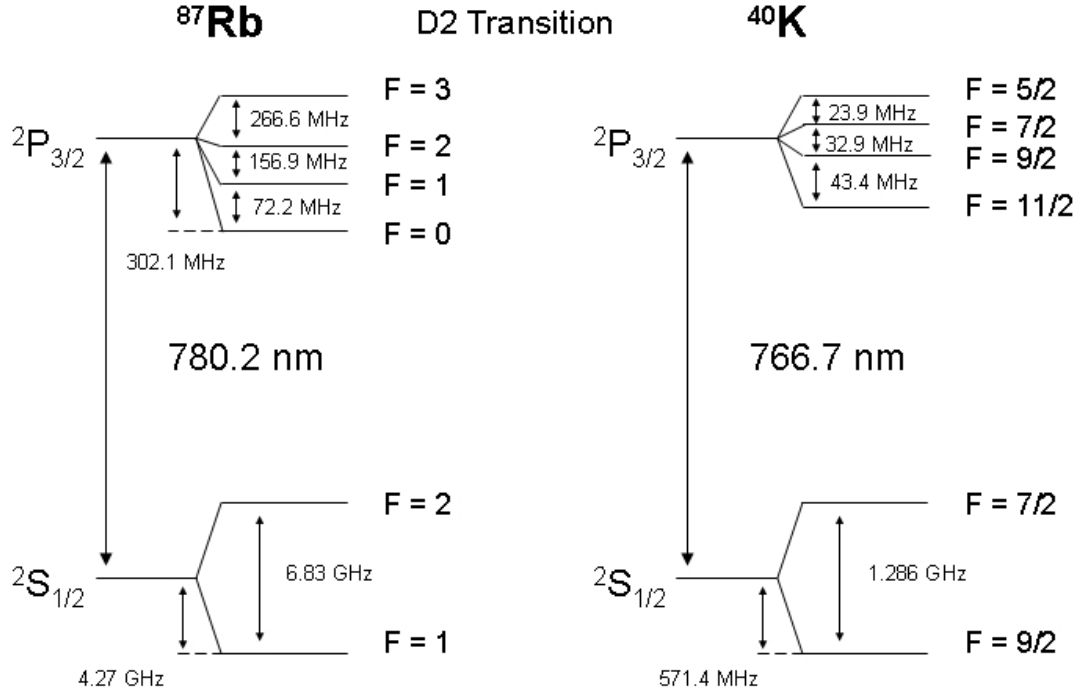 ⁸⁷Rb D2 Transition ⁴⁰K
F = 3 F = 5/2
266.6 MHz 23.9 MHz
²P₃/₂ F = 2 ²P₃/₂ F = 7/2
156.9 MHz 32.9 MHz
F = 1 F = 9/2
72.2 MHz 43.4 MHz
F = 0 F = 11/2
302.1 MHz
780.2 nm 766.7 nm
F = 2 F = 7/2
6.83 GHz 1.286 GHz
²S₁/₂ ²S₁/₂
F = 1 F = 9/2
4.27 GHz 571.4 MHz